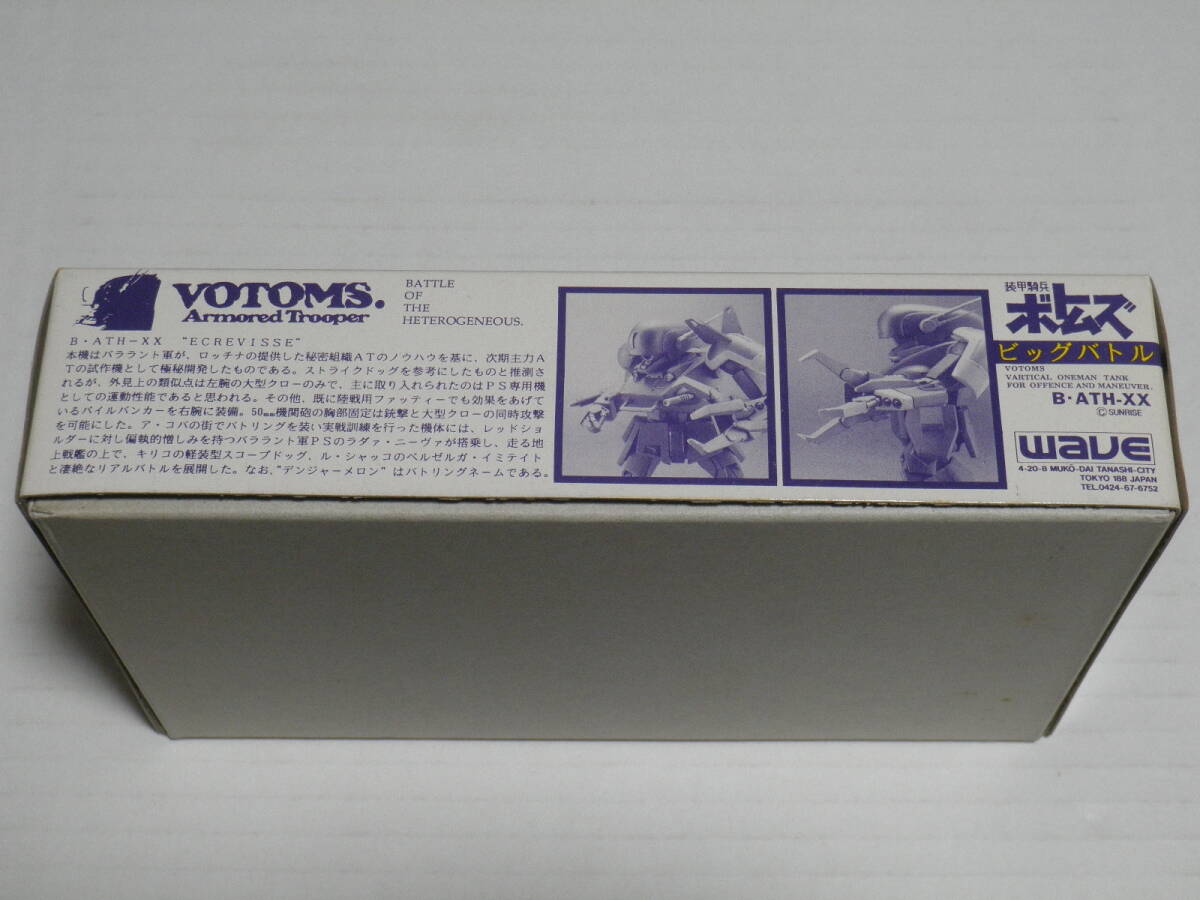 VOTOMS.
Armored Trooper
BATTLE
OF
THE
HETEROGENEOUS.
B・ATH-XX "ECREVISSE"
本機はバララント軍が、ロッチナの提供した秘密組織ATのノウハウを基に、次期主力A
Tの試作機として極秘開発したものである。ストライクドッグを参考にしたものと推測さ
れるが、外見上の類似点は左腕の大型クローのみで、主に取り入れられたのはPS専用機
としての運動性能であると思われる。その他、既に陸戦用ファッティーでも効果をあげて
いるパイルバンカーを右腕に装備。50mm機関砲の胸部固定は銃撃と大型クローの同時攻撃
を可能にした。ア・コバの街でバトリングを装い実戦訓練を行った機体には、レッドショ
ルダーに対し偏執的憎しみを持つバララント軍PSのラダァ・ニーヴァが搭乗し、走る地
上戦艦の上で、キリコの軽装型スコープドッグ、ル・シャッコのベルゼルガ・イミテイト
と凄絶なリアルバトルを展開した。なお、"デンジャーメロン"はバトリングネームである。
装甲騎兵
ボトムズ
ビッグバトル
VOTOMS
VARTICAL ONEMAN TANK
FOR OFFENCE AND MANEUVER.
B・ATH-XX
©SUNRISE
WAVE
4-20-8 MUKŌ-DAI TANASHI-CITY
TOKYO 188 JAPAN
TEL.0424-67-6752